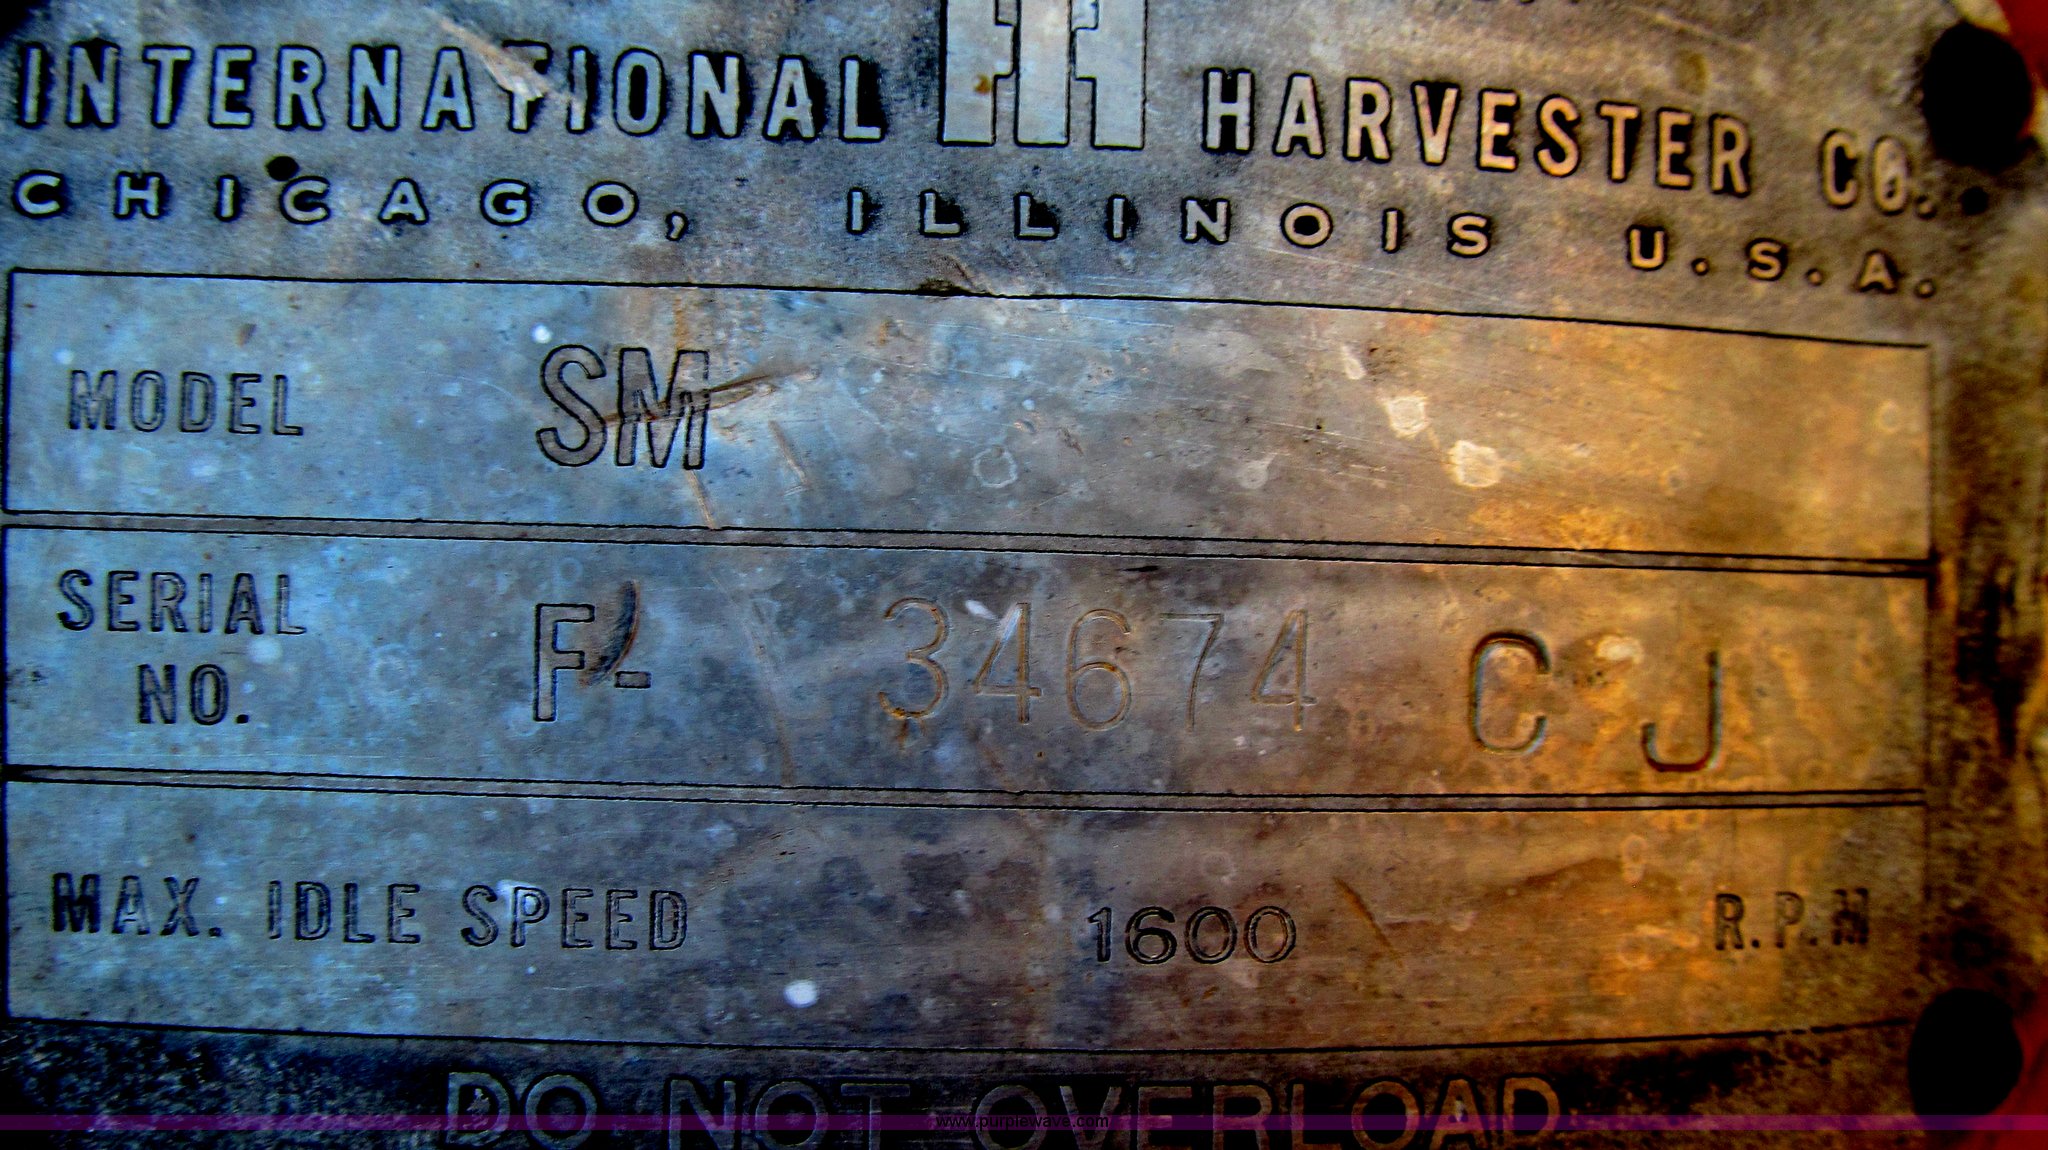 INTERNATIONAL IH HARVESTER CO.
CHICAGO, ILLINOIS U.S.A.
MODEL SM
SERIAL NO. F- 34674 C J
MAX. IDLE SPEED 1600 R.P.M
DO NOT OVERLOAD
www.purplewave.com